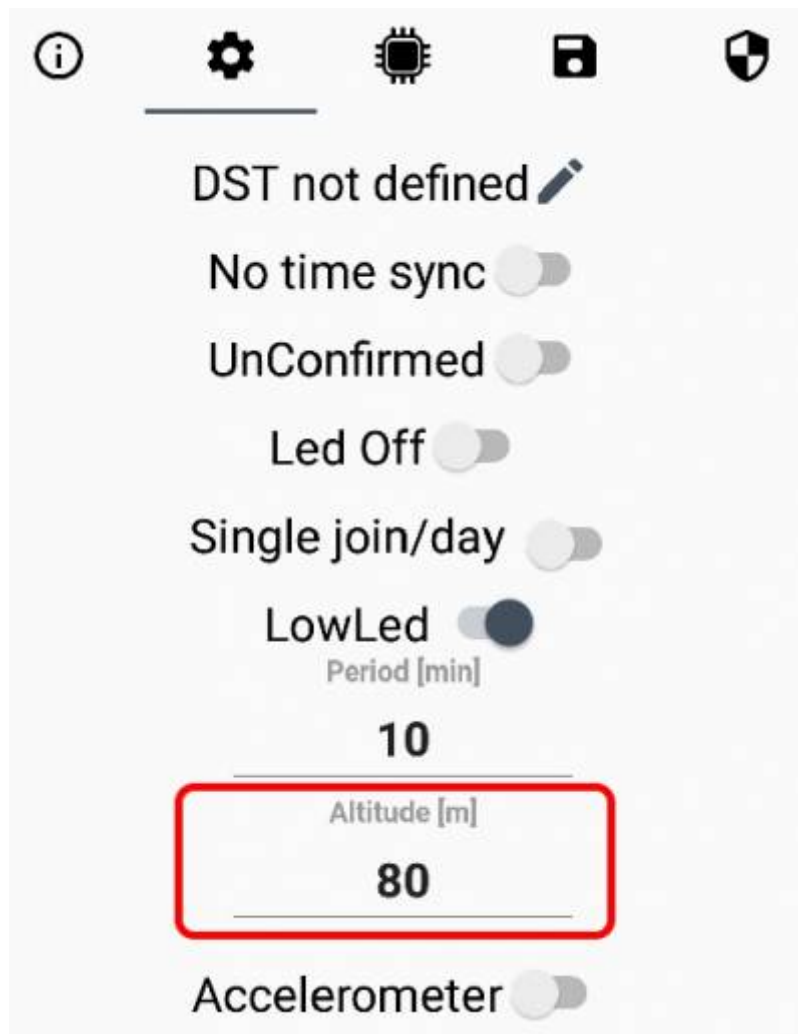 DST not defined
No time sync
UnConfirmed
Led Off
Single join/day
LowLed
Period [min]
10
Altitude [m]
80
Accelerometer